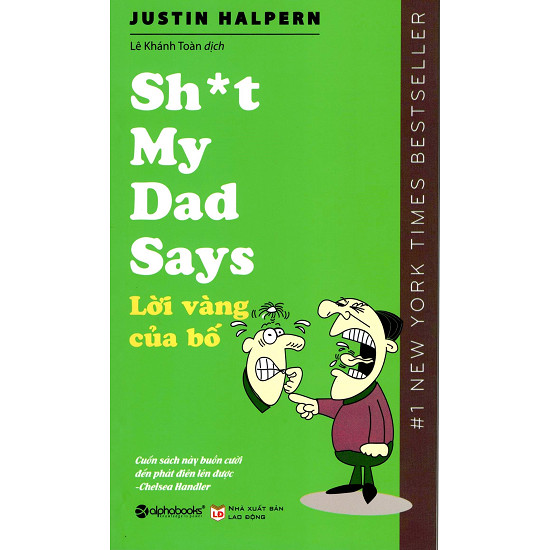 JUSTIN HALPERN
Lê Khánh Toàn dịch
Sh*t
My
Dad
Says
Lời vàng
của bố
#1 NEW YORK TIMES BESTSELLER
Cuốn sách này buồn cười
đến phát điên lên được
-Chelsea Handler
alphabooks
LĐ
NHÀ XUẤT BẢN
LAO ĐỘNG